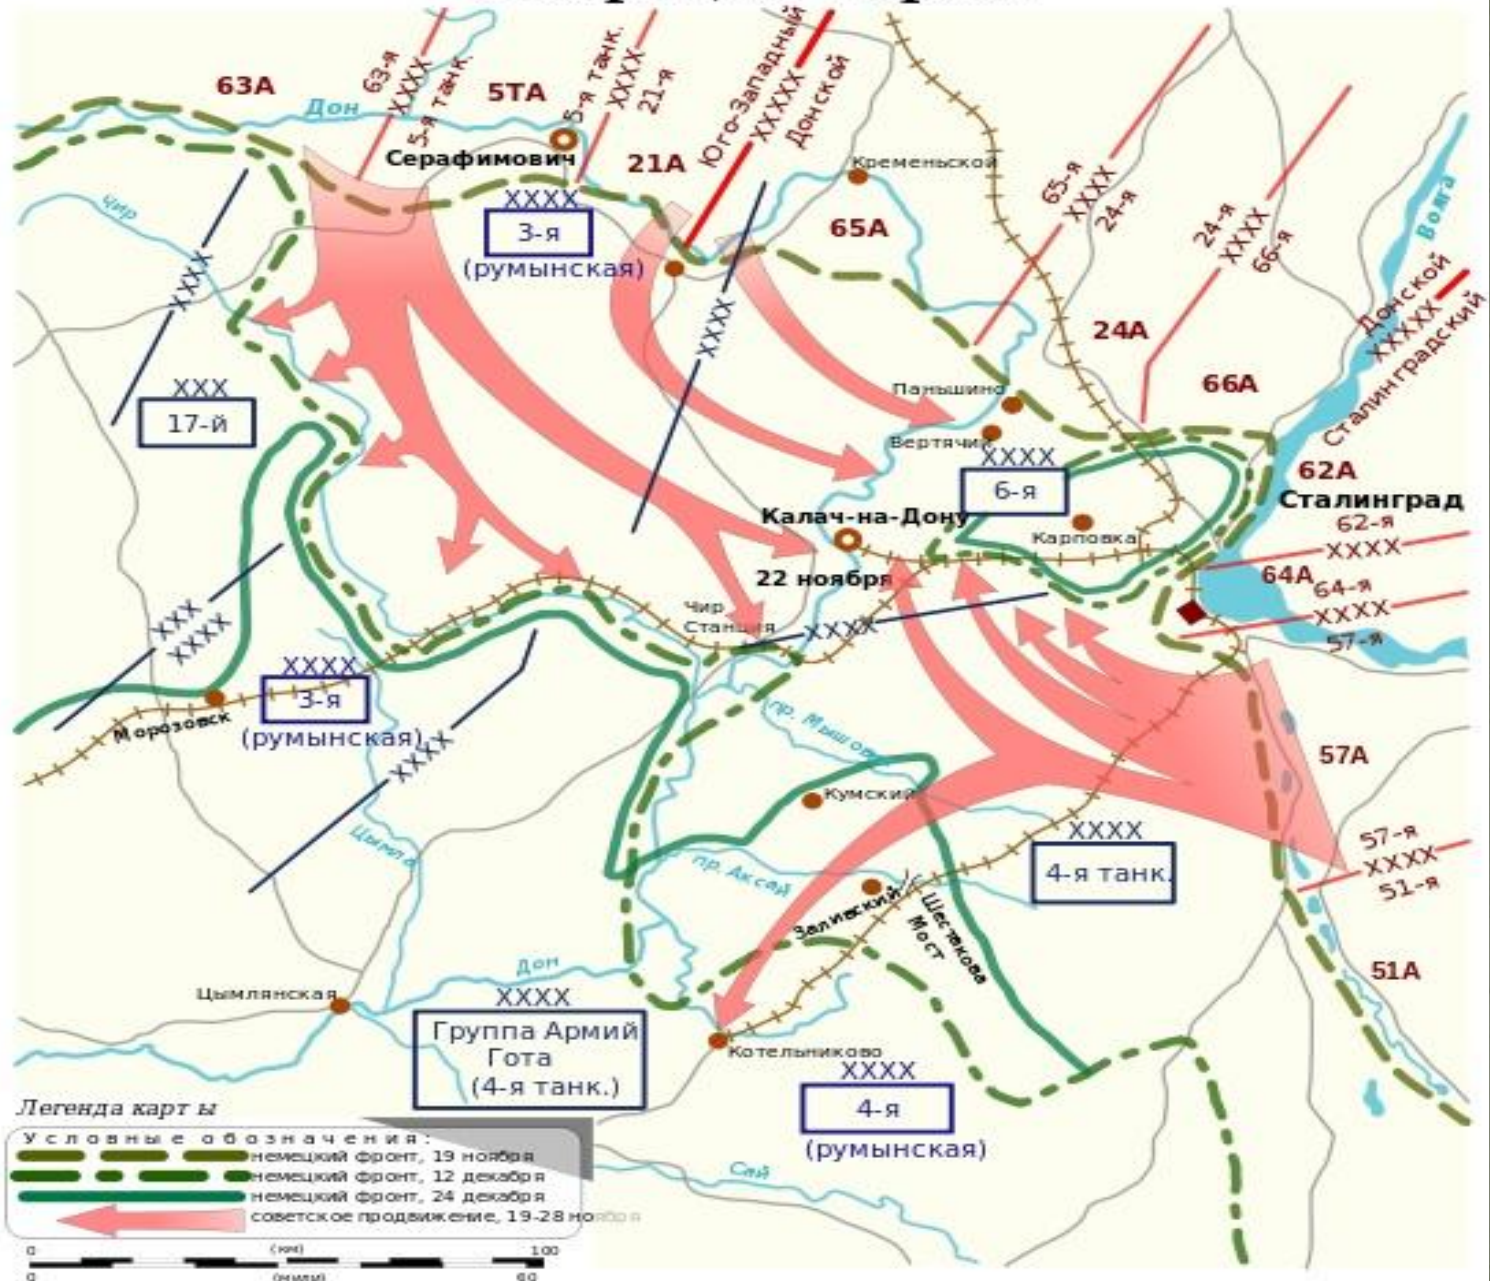 63А
63-я
XXXX
5-я танк.
5ТА
5-я танк.
XXXX
21-я
21А
Юго-Западный
XXXXX
Донской
Дон
Серафимович
Кременьской
65-я
XXXX
24-я
24-я
XXXX
66-я
Волга
Чир
XXXX
XXXX
3-я
(румынская)
65А
XXXX
Донской
XXXXX
Сталинградский
24А
66А
XXX
17-й
Паньшино
Вертячий
XXXX
6-я
62А
Сталинград
Калач-на-Дону
Карповка
62-я
XXXX
22 ноября
64А
64-я
XXXX
57-я
Чир
Станция
XXXX
XXX
XXXX
XXXX
3-я
(румынская)
Морозовск
XXXX
пр. Мышова
57А
Кумский
Цымла
пр. Аксай
XXXX
4-я танк.
57-я
XXXX
51-я
Заливский
Шестакова
Мост
51А
Дон
Цымлянская
XXXX
Группа Армий
Гота
(4-я танк.)
Котельниково
XXXX
4-я
(румынская)
Сай
Легенда карт ы
Условные обозначения:
немецкий фронт, 19 ноября
немецкий фронт, 12 декабря
немецкий фронт, 24 декабря
советское продвижение, 19-28 ноября
0 (км) 100
0 (мили) 60